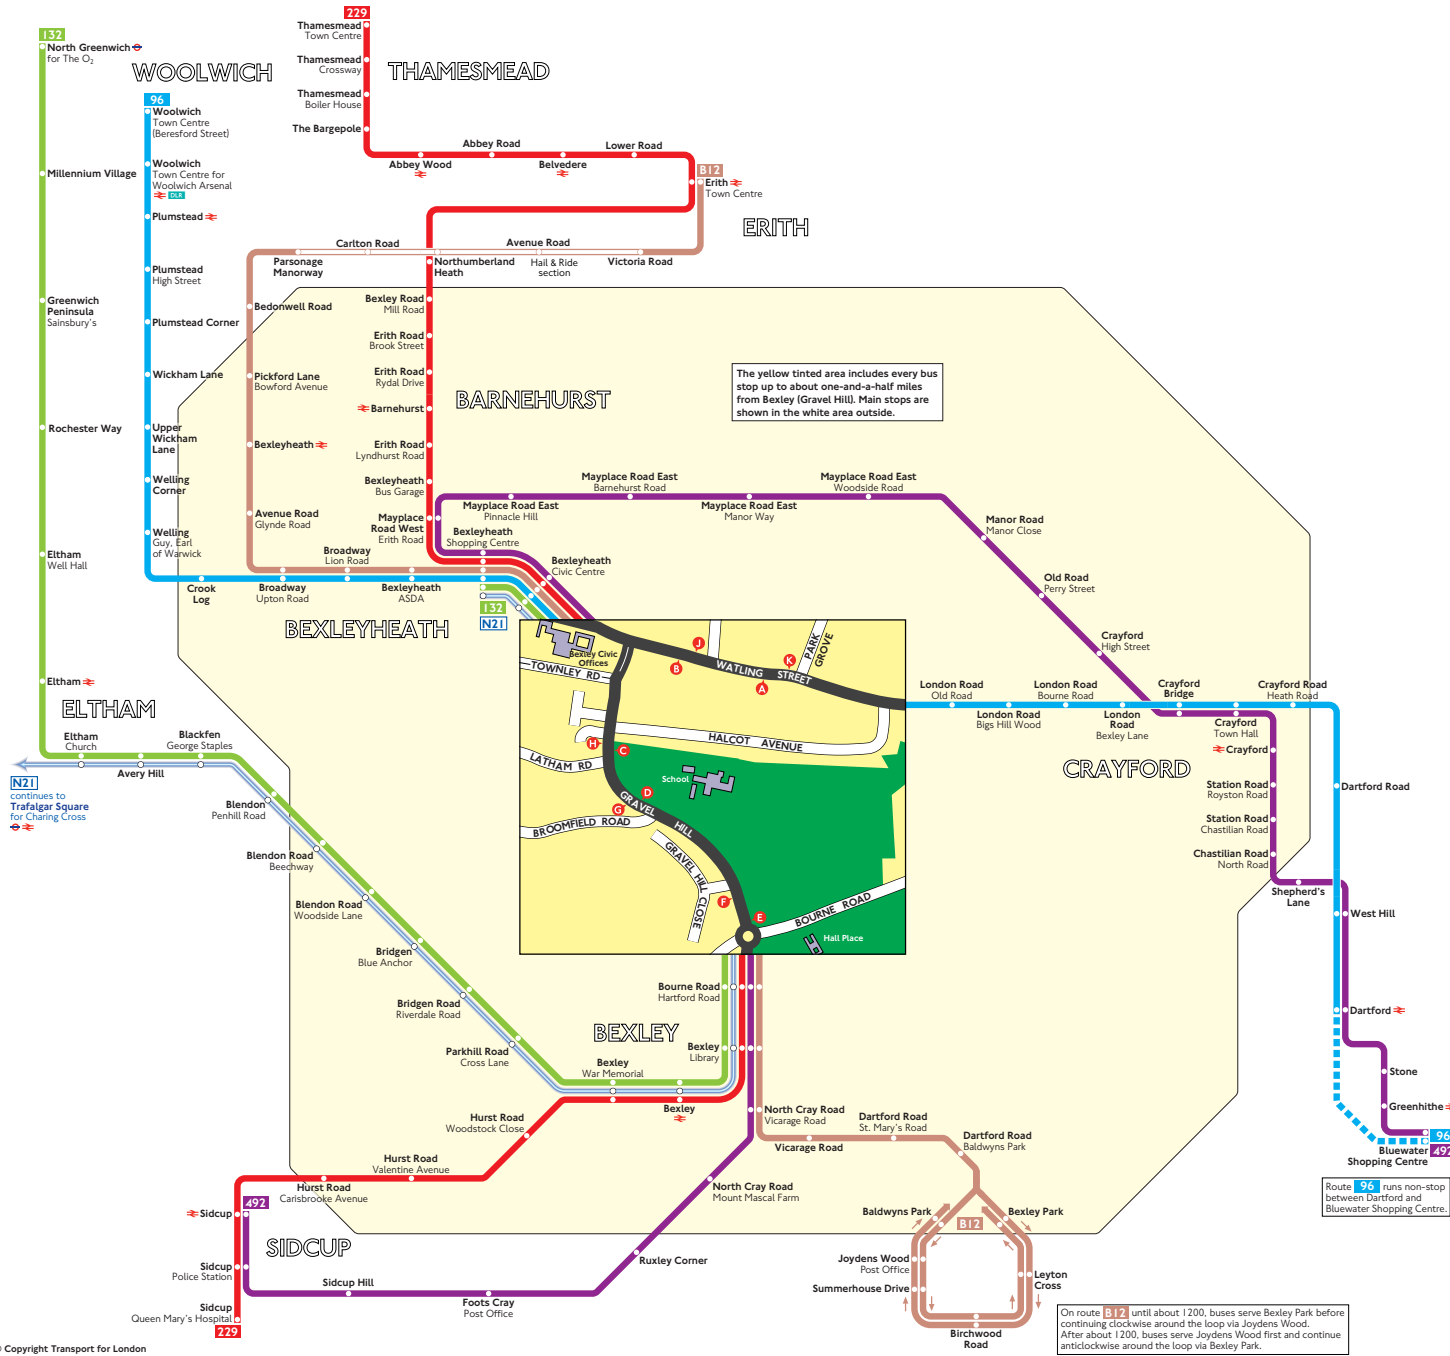 229
Thamesmead
Town Centre
Thamesmead
Crossway
Thamesmead
Boiler House
The Bargepole
THAMESMEAD
132
North Greenwich
for The O2
WOOLWICH
96
Woolwich
Town Centre
(Beresford Street)
Woolwich
Town Centre for
Woolwich Arsenal
DLR
Plumstead
Plumstead
High Street
Plumstead Corner
Wickham Lane
Upper
Wickham
Lane
Welling
Corner
Welling
Guy, Earl
of Warwick
Millennium Village
Greenwich
Peninsula
Sainsbury's
Rochester Way
Eltham
Well Hall
Eltham
ELTHAM
Abbey Wood
Abbey Road
Belvedere
Lower Road
B12
Erith
Town Centre
ERITH
Parsonage
Manorway
Carlton Road
Northumberland
Heath
Avenue Road
Hail & Ride
section
Victoria Road
Bedonwell Road
Pickford Lane
Bowford Avenue
Bexleyheath
Avenue Road
Glynde Road
Bexley Road
Mill Road
Erith Road
Brook Street
Erith Road
Rydal Drive
Barnehurst
Erith Road
Lyndhurst Road
Bexleyheath
Bus Garage
Mayplace
Road West
Erith Road
BARNEHURST
The yellow tinted area includes every bus
stop up to about one-and-a-half miles
from Bexley (Gravel Hill). Main stops are
shown in the white area outside.
Mayplace Road East
Pinnacle Hill
Mayplace Road East
Barnehurst Road
Mayplace Road East
Manor Way
Mayplace Road East
Woodside Road
Manor Road
Manor Close
Old Road
Perry Street
Crayford
High Street
Bexleyheath
Shopping Centre
Bexleyheath
Civic Centre
Crook
Log
Broadway
Upton Road
Broadway
Lion Road
Bexleyheath
ASDA
132
N21
BEXLEYHEATH
Bexley Civic
Offices
TOWNLEY RD
J
B
WATLING STREET
K
A
PARK
GROVE
HALCOT AVENUE
H
C
LATHAM RD
School
D
G
GRAVEL HILL
BROOMFIELD ROAD
GRAVEL HILL
CLOSE
F
E
BOURNE ROAD
Hall Place
London Road
Old Road
London Road
Bigs Hill Wood
London Road
Bourne Road
London
Road
Bexley Lane
Crayford
Bridge
Crayford
Town Hall
Crayford Road
Heath Road
CRAYFORD
Crayford
Station Road
Royston Road
Station Road
Chastilian Road
Chastilian Road
North Road
Shepherd's
Lane
Dartford Road
West Hill
Dartford
Stone
Greenhithe
96
492
Bluewater
Shopping Centre
Route 96 runs non-stop
between Dartford and
Bluewater Shopping Centre.
Eltham
Church
Avery Hill
Blackfen
George Staples
N21
continues to
Trafalgar Square
for Charing Cross
Blendon
Penhill Road
Blendon Road
Beechway
Blendon Road
Woodside Lane
Bridgen
Blue Anchor
Bridgen Road
Riverdale Road
Parkhill Road
Cross Lane
Bexley
War Memorial
Bexley
BEXLEY
Bourne Road
Hartford Road
Bexley
Library
Hurst Road
Woodstock Close
Hurst Road
Valentine Avenue
Hurst Road
Carisbrooke Avenue
492
Sidcup
SIDCUP
Sidcup
Police Station
Sidcup
Queen Mary's Hospital
229
Sidcup Hill
Foots Cray
Post Office
Ruxley Corner
North Cray Road
Mount Mascal Farm
North Cray Road
Vicarage Road
Vicarage Road
Dartford Road
St. Mary's Road
Dartford Road
Baldwyns Park
Baldwyns Park
B12
Bexley Park
Joydens Wood
Post Office
Summerhouse Drive
Leyton
Cross
Birchwood
Road
On route B12 until about 1200, buses serve Bexley Park before
continuing clockwise around the loop via Joydens Wood.
After about 1200, buses serve Joydens Wood first and continue
anticlockwise around the loop via Bexley Park.
© Copyright Transport for London